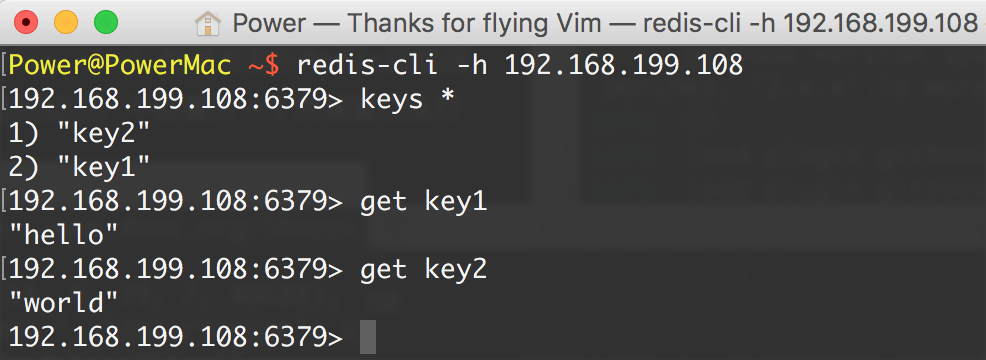 Power — Thanks for flying Vim — redis-cli -h 192.168.199.108
[Power@PowerMac ~$ redis-cli -h 192.168.199.108
[192.168.199.108:6379> keys *
1) "key2"
2) "key1"
[192.168.199.108:6379> get key1
"hello"
[192.168.199.108:6379> get key2
"world"
192.168.199.108:6379>